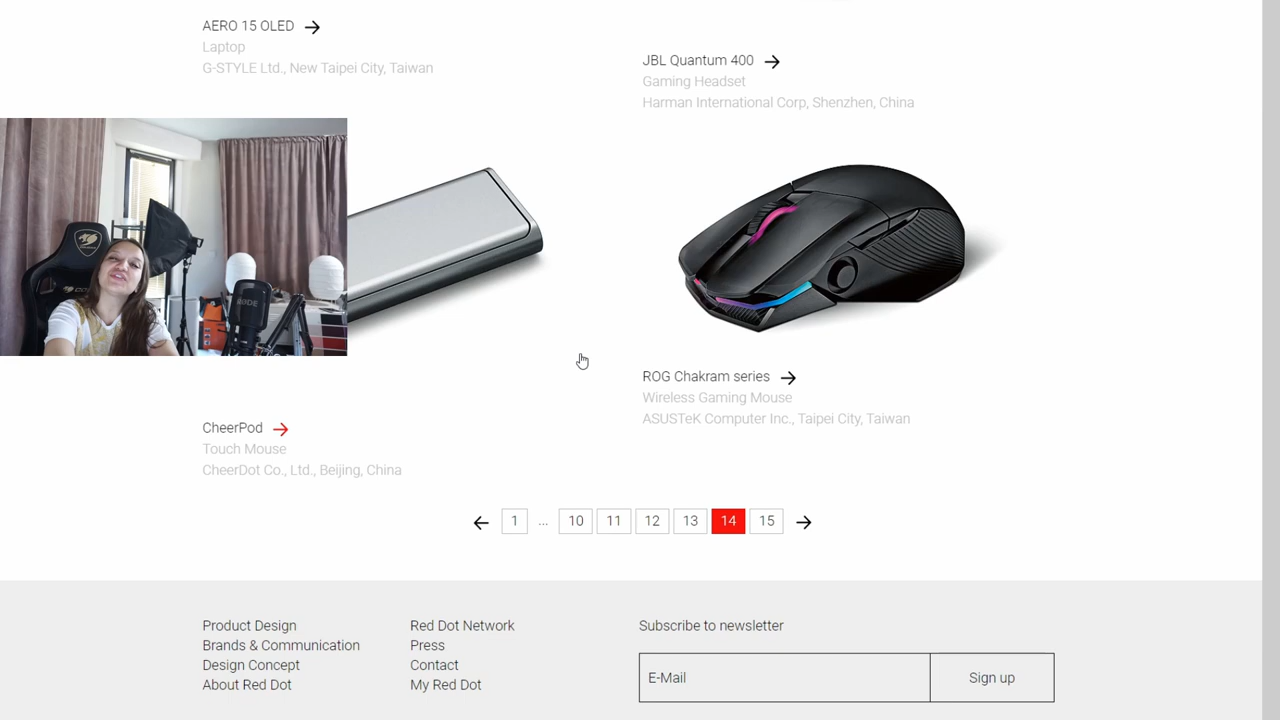 AERO 15 OLED
Laptop
G-STYLE Ltd., New Taipei City, Taiwan
JBL Quantum 400
Gaming Headset
Harman International Corp, Shenzhen, China
RODE
ROG Chakram series
Wireless Gaming Mouse
ASUSTeK Computer Inc., Taipei City, Taiwan
CheerPod
Touch Mouse
CheerDot Co., Ltd., Beijing, China
1 ... 10 11 12 13 14 15
Product Design
Brands & Communication
Design Concept
About Red Dot
Red Dot Network
Press
Contact
My Red Dot
Subscribe to newsletter
E-Mail
Sign up